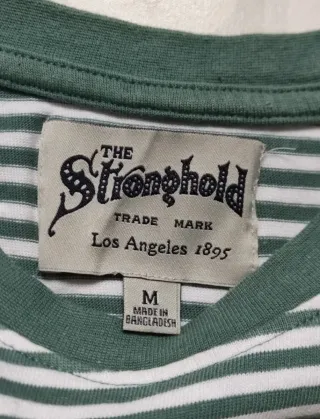 THE
Stronghold
TRADE MARK
Los Angeles 1895
M
MADE IN
BANGLADESH